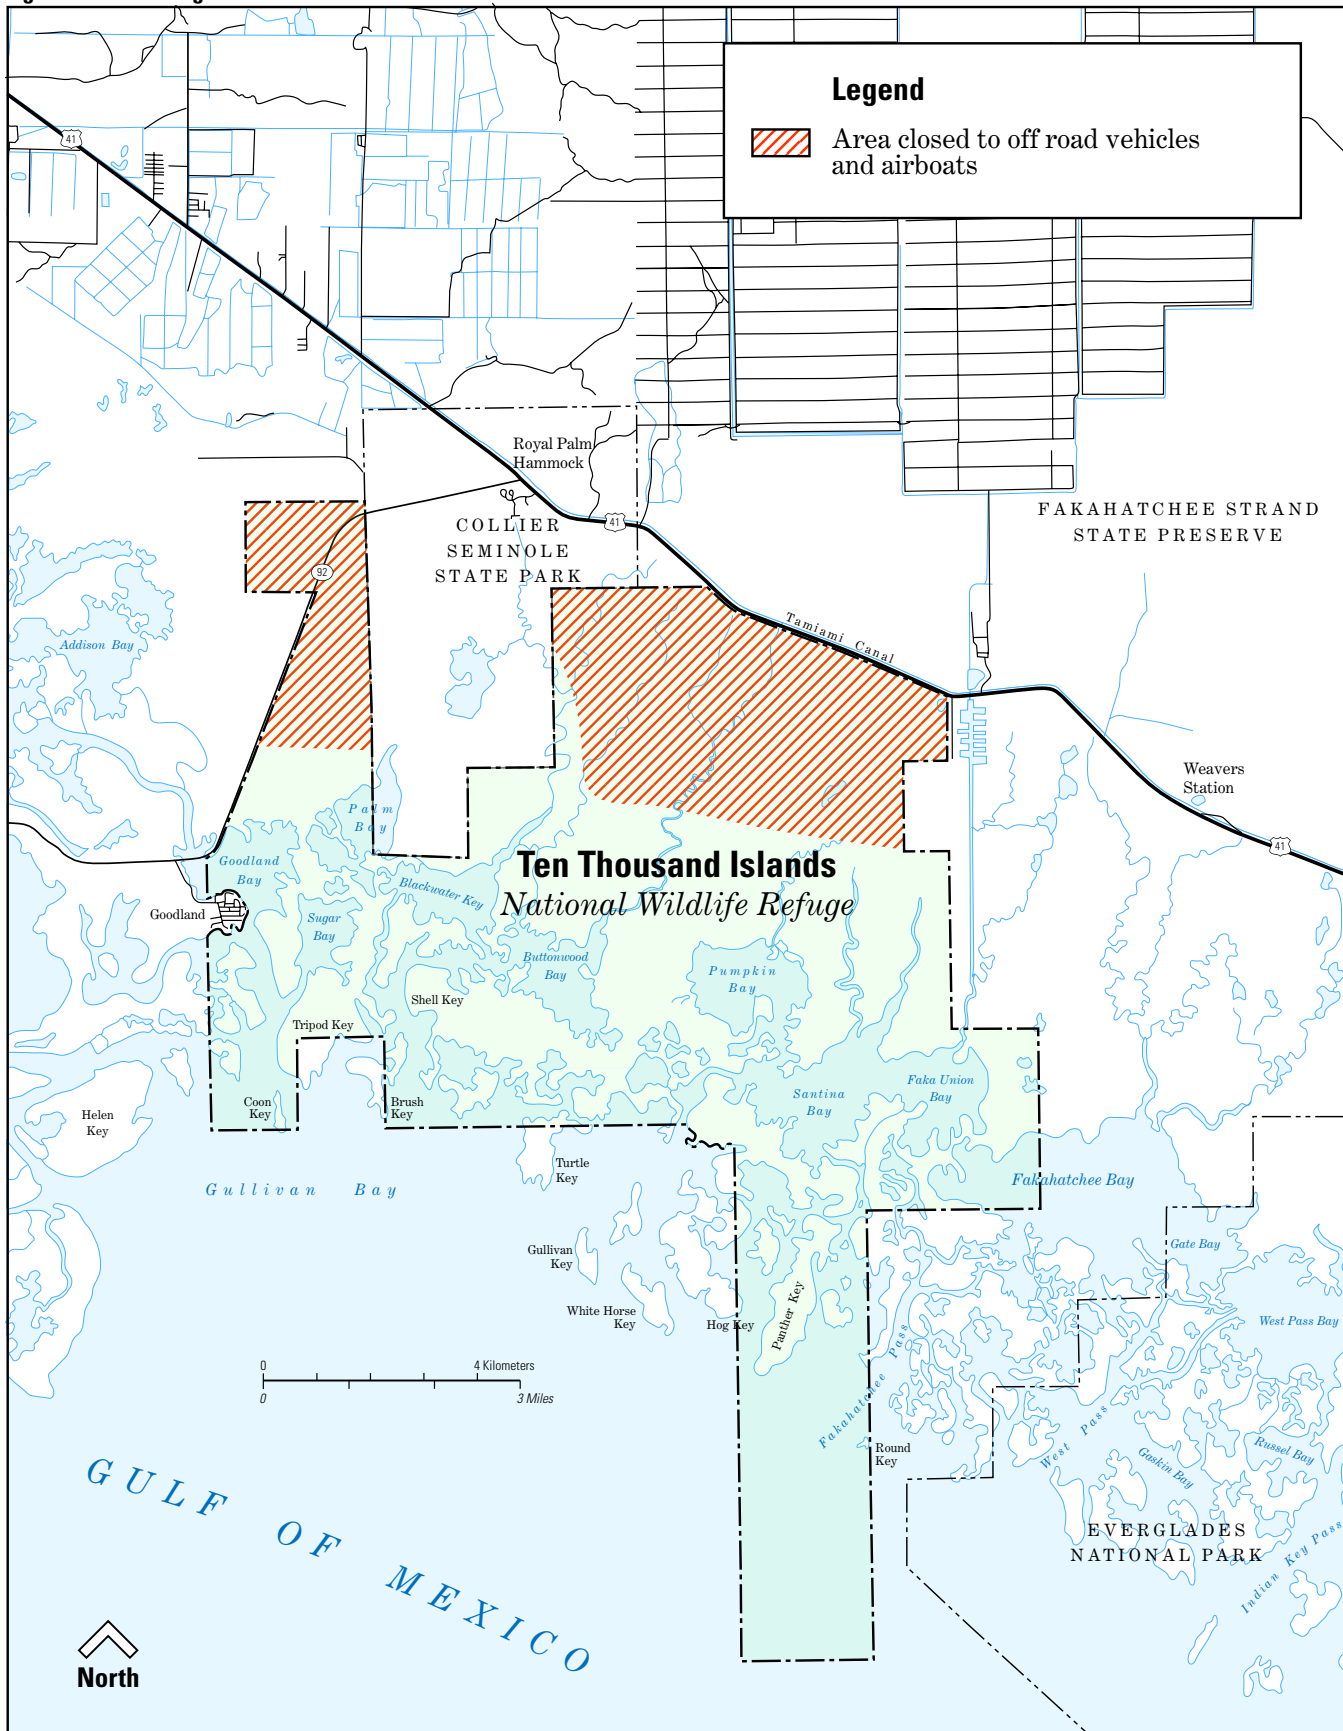 Legend
Area closed to off road vehicles
and airboats
41
Royal Palm
Hammock
41
COLLIER
SEMINOLE
STATE PARK
FAKAHATCHEE STRAND
STATE PRESERVE
92
Tamiami Canal
Addison Bay
Weavers
Station
41
Palm
Bay
Goodland
Bay
Ten Thousand Islands
National Wildlife Refuge
Blackwater Key
Goodland
Sugar
Bay
Buttonwood
Bay
Pumpkin
Bay
Shell Key
Tripod Key
Coon
Key
Brush
Key
Helen
Key
Santina
Bay
Faka Union
Bay
Turtle
Key
Fakahatchee Bay
Gullivan Bay
Gullivan
Key
Gate Bay
White Horse
Key
Hog Key
Panther Key
West Pass Bay
Fakahatchee Pass
0
4 Kilometers
0
3 Miles
Round
Key
West Pass
Gaskin Bay
Russel Bay
GULF OF MEXICO
EVERGLADES
NATIONAL PARK
Indian Key Pass
North